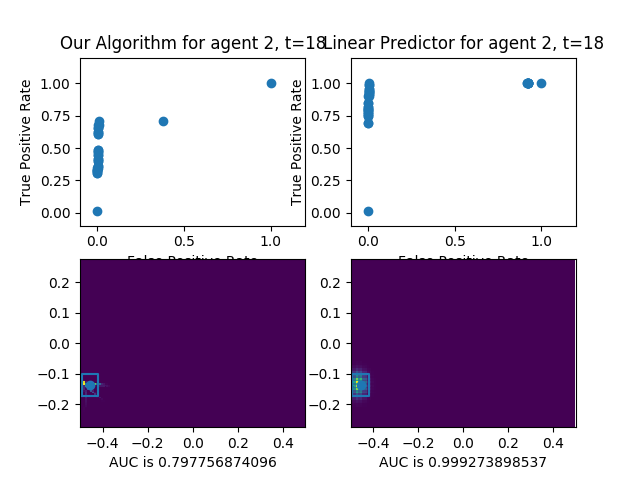 Our Algorithm for agent 2, t=18
Linear Predictor for agent 2, t=18
True Positive Rate
1.00
0.75
0.50
0.25
0.00
0.0 0.5 1.0
False Positive Rate
True Positive Rate
1.00
0.75
0.50
0.25
0.00
0.0 0.5 1.0
False Positive Rate
0.2
0.1
0.0
−0.1
−0.2
−0.4 −0.2 0.0 0.2 0.4
AUC is 0.797756874096
0.2
0.1
0.0
−0.1
−0.2
−0.4 −0.2 0.0 0.2 0.4
AUC is 0.999273898537